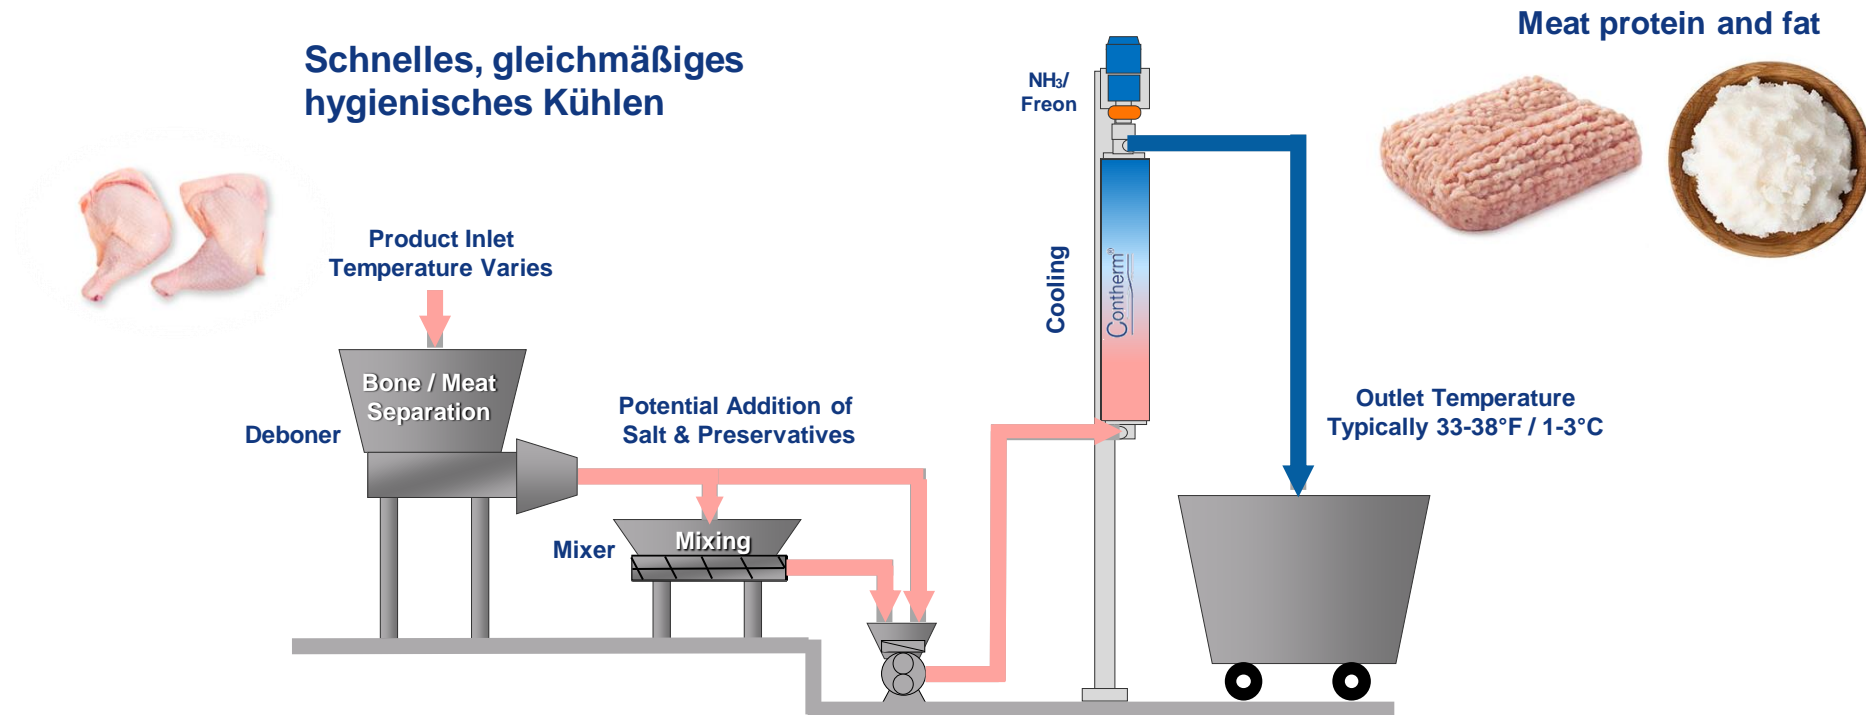 Schnelles, gleichmäßiges
hygienisches Kühlen
Meat protein and fat
NH3/
Freon
Product Inlet
Temperature Varies
Bone / Meat
Separation
Deboner
Potential Addition of
Salt & Preservatives
Mixing
Mixer
Cooling
Contherm®
Outlet Temperature
Typically 33-38°F / 1-3°C